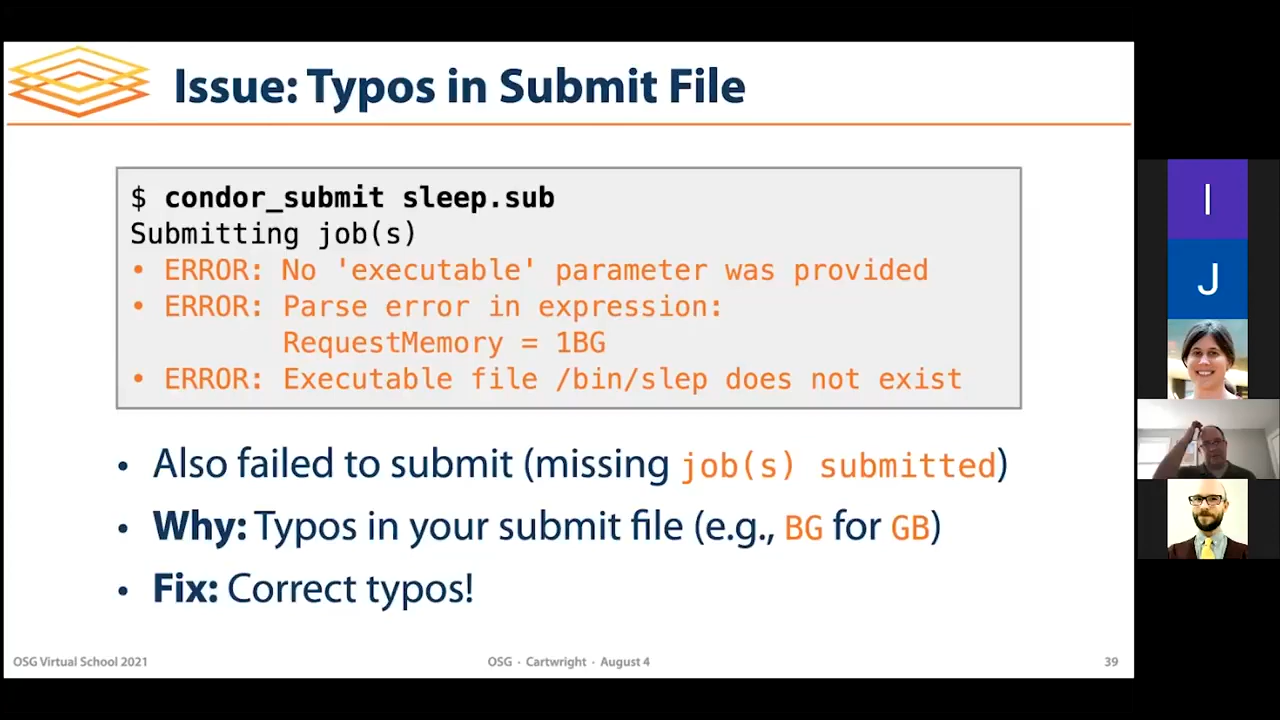 Issue: Typos in Submit File
$ condor_submit sleep.sub
Submitting job(s)
• ERROR: No 'executable' parameter was provided
• ERROR: Parse error in expression:
RequestMemory = 1BG
• ERROR: Executable file /bin/slep does not exist
• Also failed to submit (missing job(s) submitted)
• Why: Typos in your submit file (e.g., BG for GB)
• Fix: Correct typos!
OSG Virtual School 2021
OSG · Cartwright · August 4
39
I
J